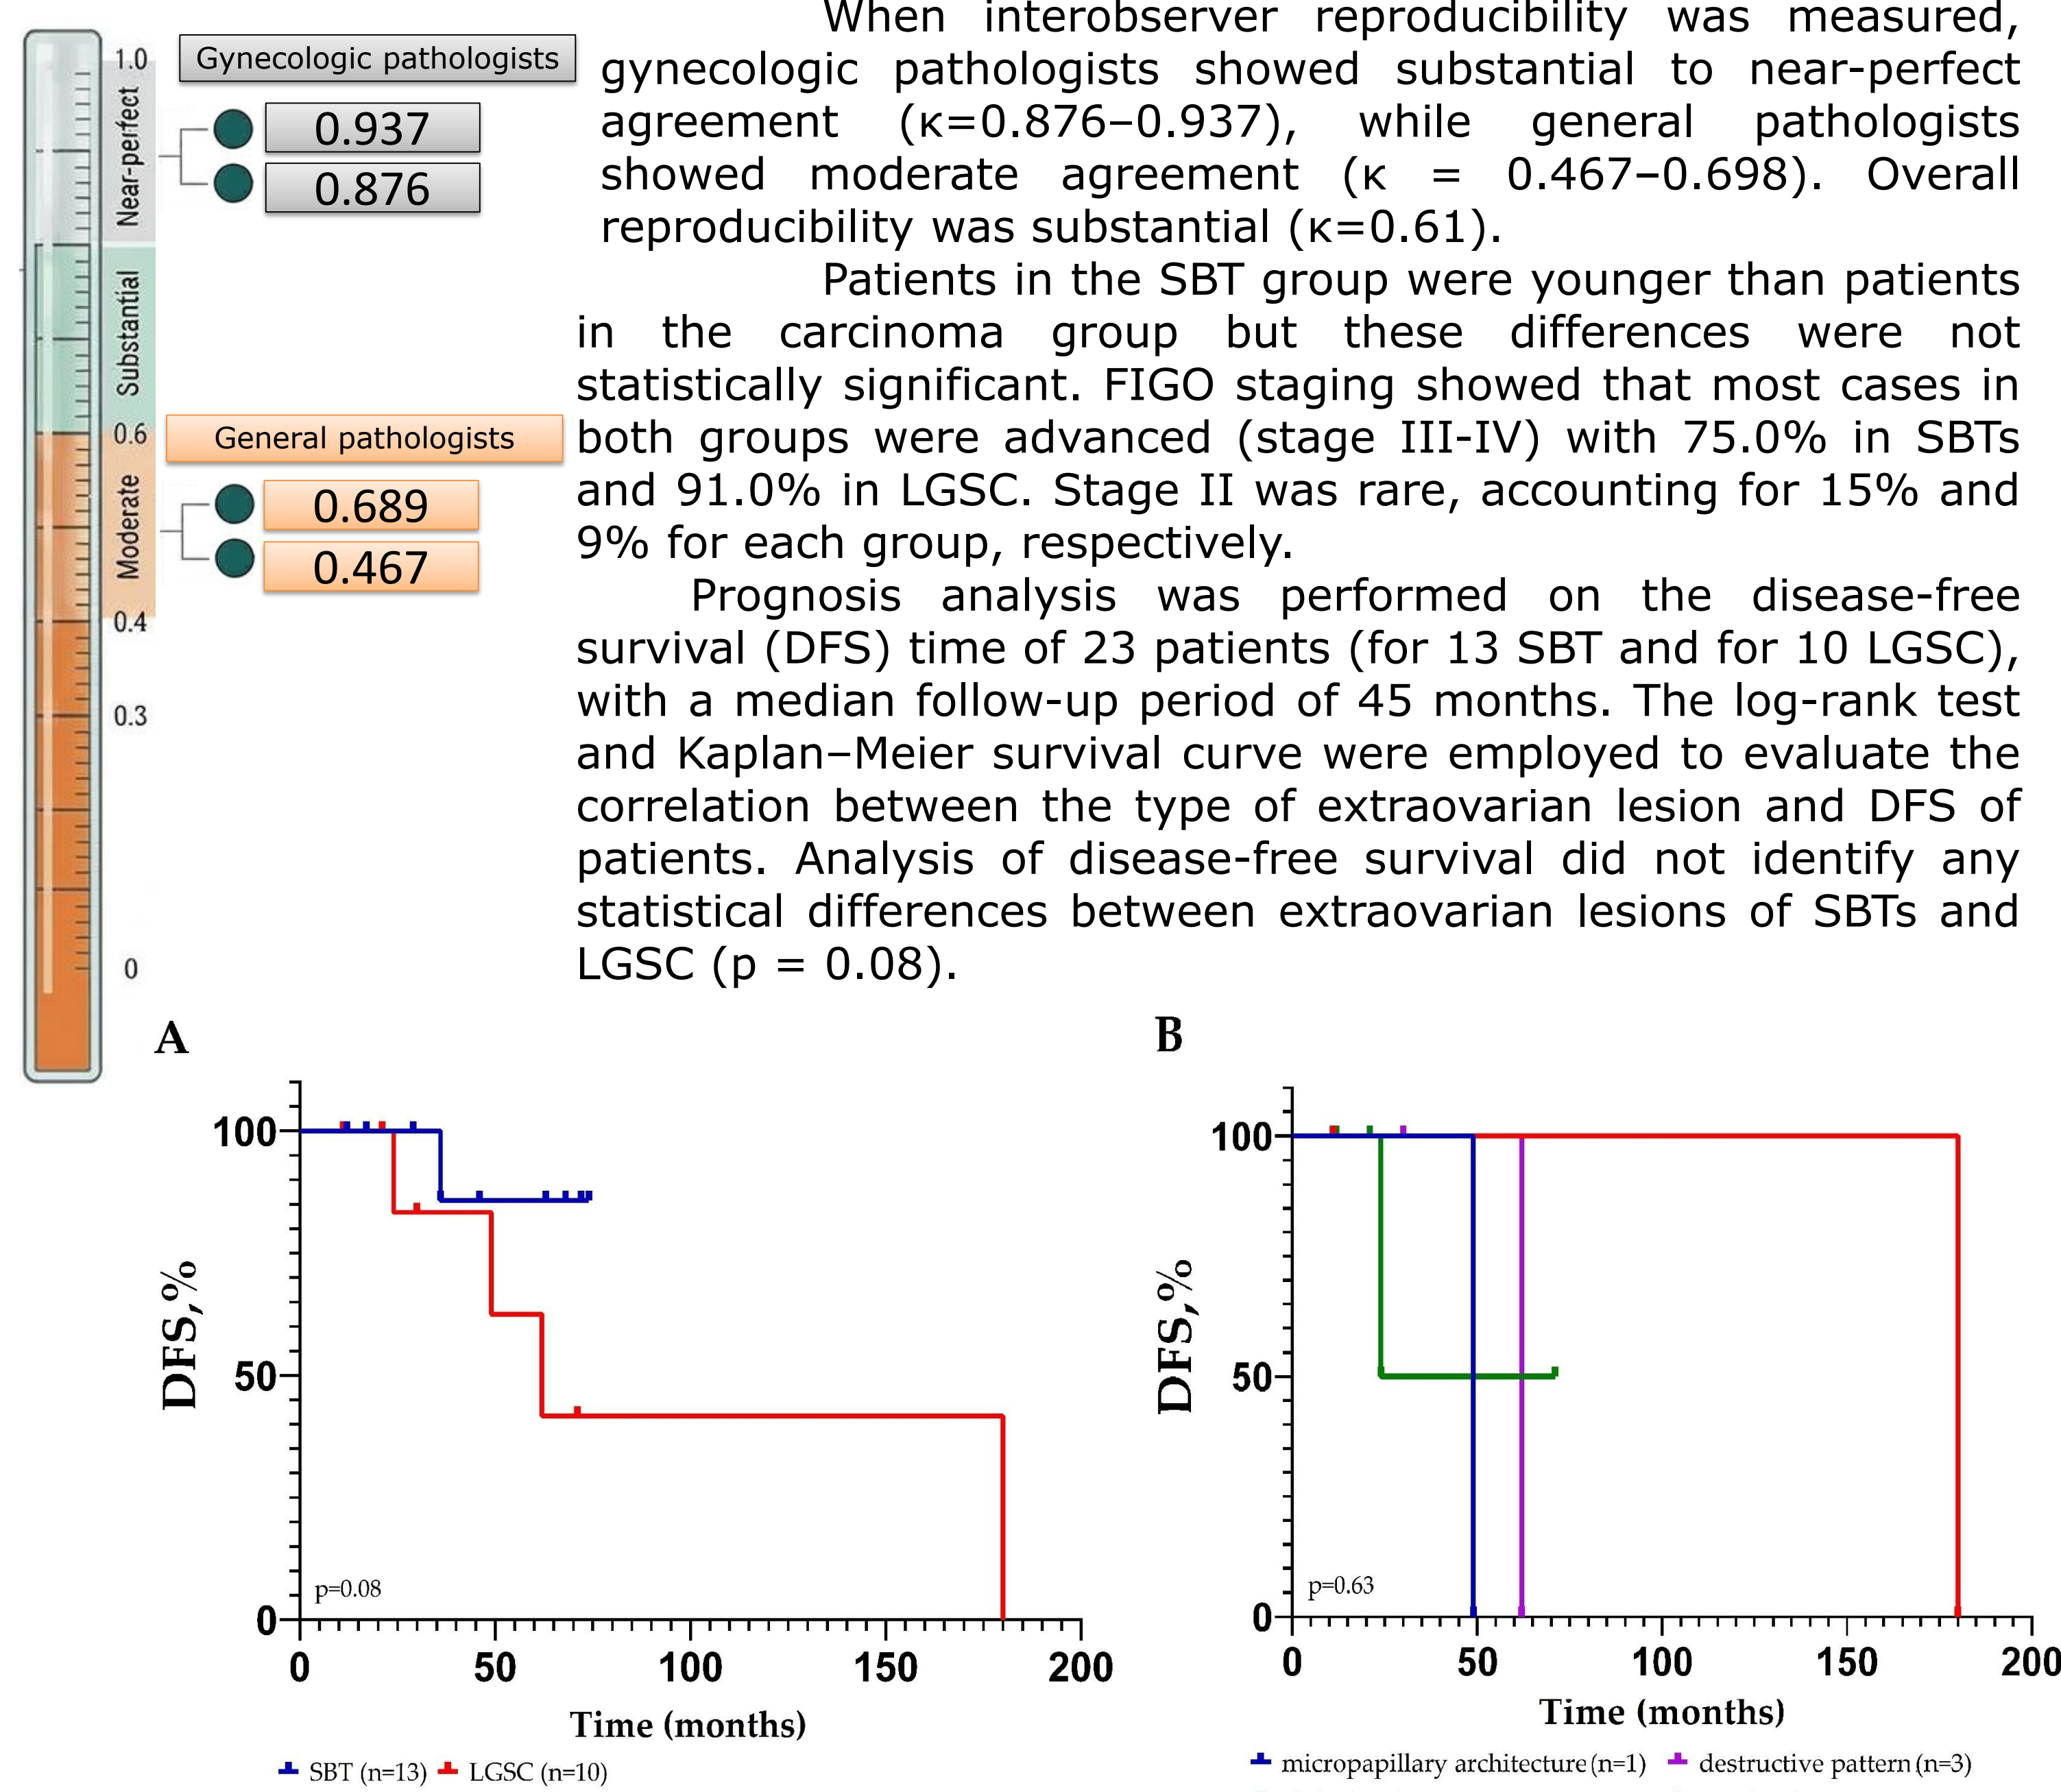 When interobserver reproducibility was measured,
gynecologic pathologists showed substantial to near-perfect
agreement (κ=0.876–0.937), while general pathologists
showed moderate agreement (κ = 0.467–0.698). Overall
reproducibility was substantial (κ=0.61).
Patients in the SBT group were younger than patients
in the carcinoma group but these differences were not
statistically significant. FIGO staging showed that most cases in
both groups were advanced (stage III-IV) with 75.0% in SBTs
and 91.0% in LGSC. Stage II was rare, accounting for 15% and
9% for each group, respectively.
Prognosis analysis was performed on the disease-free
survival (DFS) time of 23 patients (for 13 SBT and for 10 LGSC),
with a median follow-up period of 45 months. The log-rank test
and Kaplan–Meier survival curve were employed to evaluate the
correlation between the type of extraovarian lesion and DFS of
patients. Analysis of disease-free survival did not identify any
statistical differences between extraovarian lesions of SBTs and
LGSC (p = 0.08).
1.0
Near-perfect
Substantial
0.6
Moderate
0.4
0.3
0
Gynecologic pathologists
0.937
0.876
General pathologists
0.689
0.467
A
DFS,%
100
50
0
p=0.08
0 50 100 150 200
Time (months)
SBT (n=13) LGSC (n=10)
B
DFS,%
100
50
0
p=0.63
0 50 100 150 200
Time (months)
micropapillary architecture (n=1) destructive pattern (n=3)